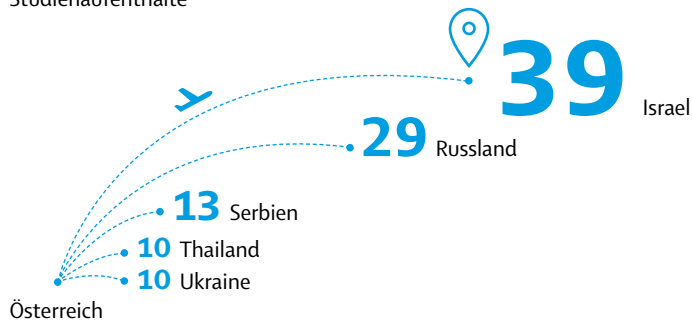 Studienaufenthalte
39 Israel
29 Russland
13 Serbien
10 Thailand
10 Ukraine
Österreich